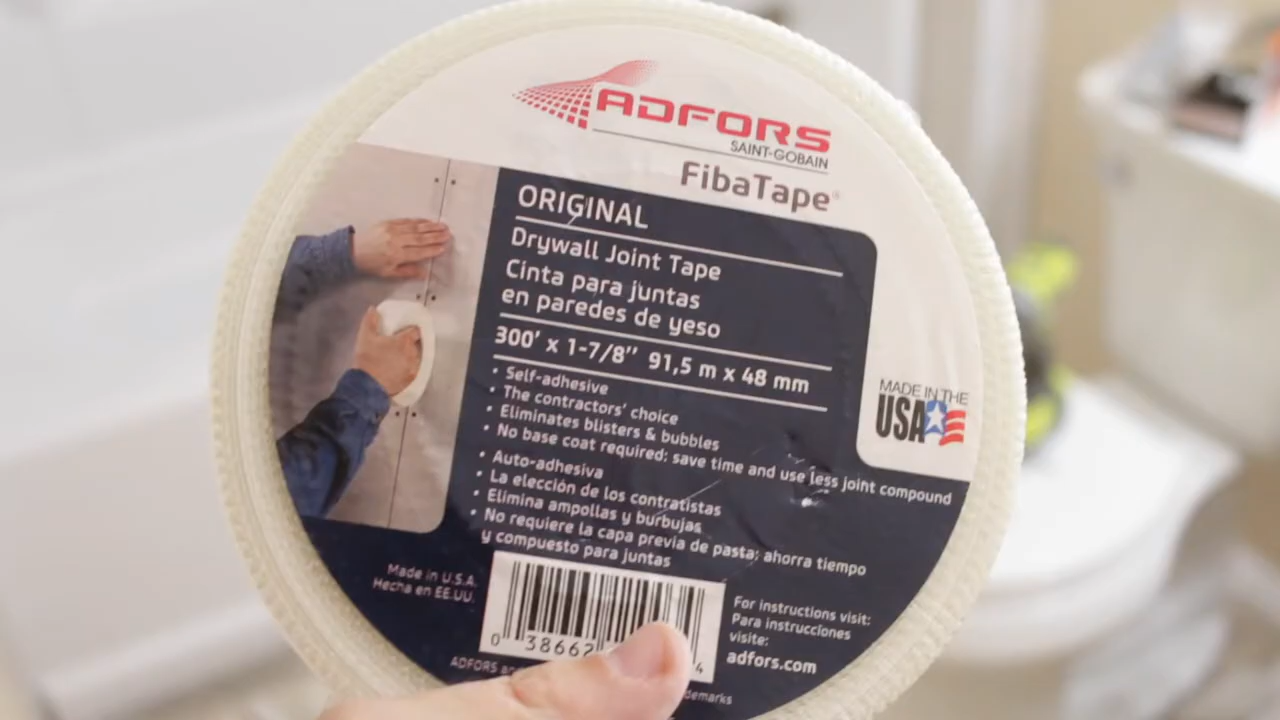 ADFORS
SAINT-GOBAIN
FibaTape®
ORIGINAL
Drywall Joint Tape
Cinta para juntas
en paredes de yeso
300' x 1-7/8" 91,5 m x 48 mm
• Self-adhesive
• The contractors' choice
• Eliminates blisters & bubbles
• No base coat required: save time and use less joint compound
• Auto-adhesiva
• La elección de los contratistas
• Elimina ampollas y burbujas
• No requiere la capa previa de pasta; ahorra tiempo
y compuesto para juntas
MADE IN THE
USA
Made in U.S.A.
Hecha en EE.UU.
0 38662 4
For instructions visit:
Para instrucciones
visite:
adfors.com
ADFORS